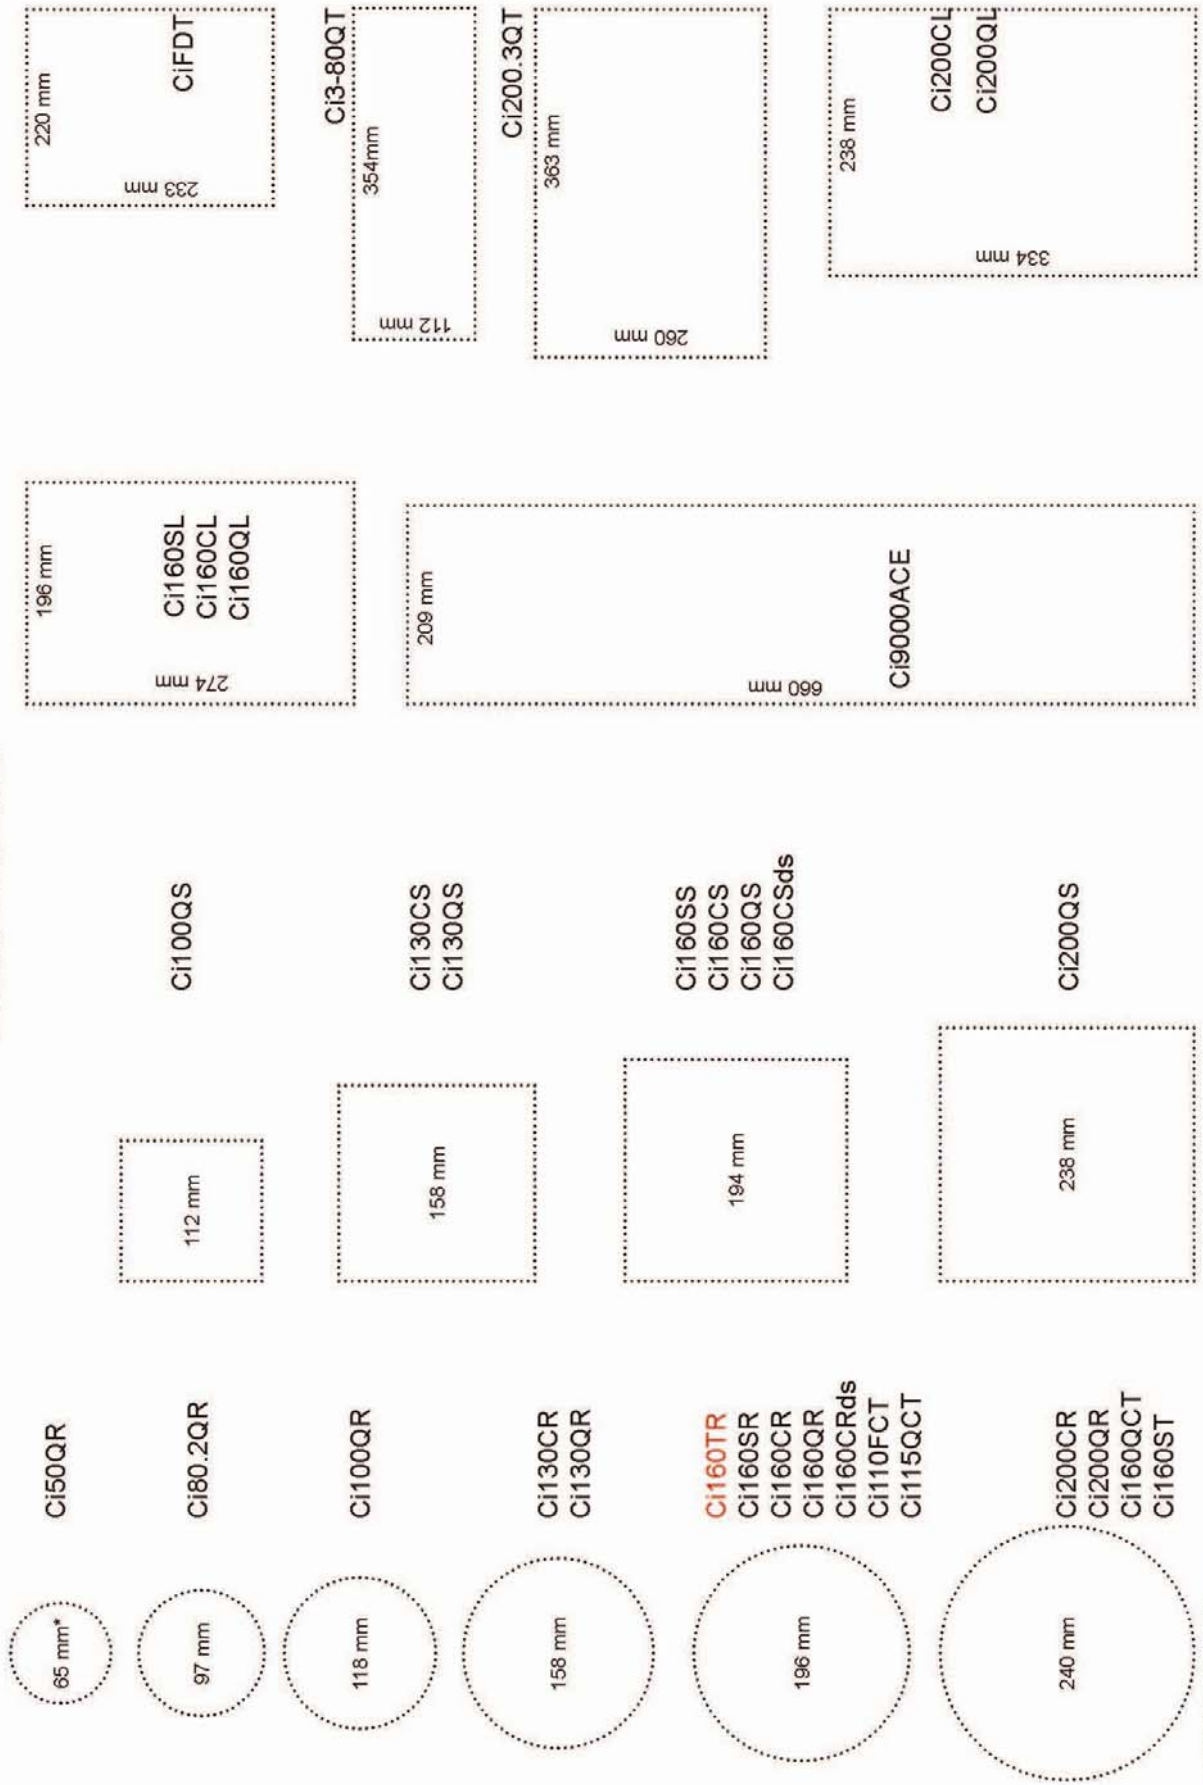 65 mm*
Ci50QR
97 mm
Ci80.2QR
118 mm
Ci100QR
158 mm
Ci130CR
Ci130QR
196 mm
Ci160TR
Ci160SR
Ci160CR
Ci160QR
Ci160CRds
Ci110FCT
Ci115QCT
240 mm
Ci200CR
Ci200QR
Ci160QCT
Ci160ST
112 mm
Ci100QS
158 mm
Ci130CS
Ci130QS
194 mm
Ci160SS
Ci160CS
Ci160QS
Ci160CSds
238 mm
Ci200QS
196 mm
274 mm
Ci160SL
Ci160CL
Ci160QL
209 mm
660 mm
Ci9000ACE
220 mm
233 mm
CiFDT
Ci3-80QT
354mm
112 mm
Ci200.3QT
363 mm
260 mm
238 mm
334 mm
Ci200CL
Ci200QL